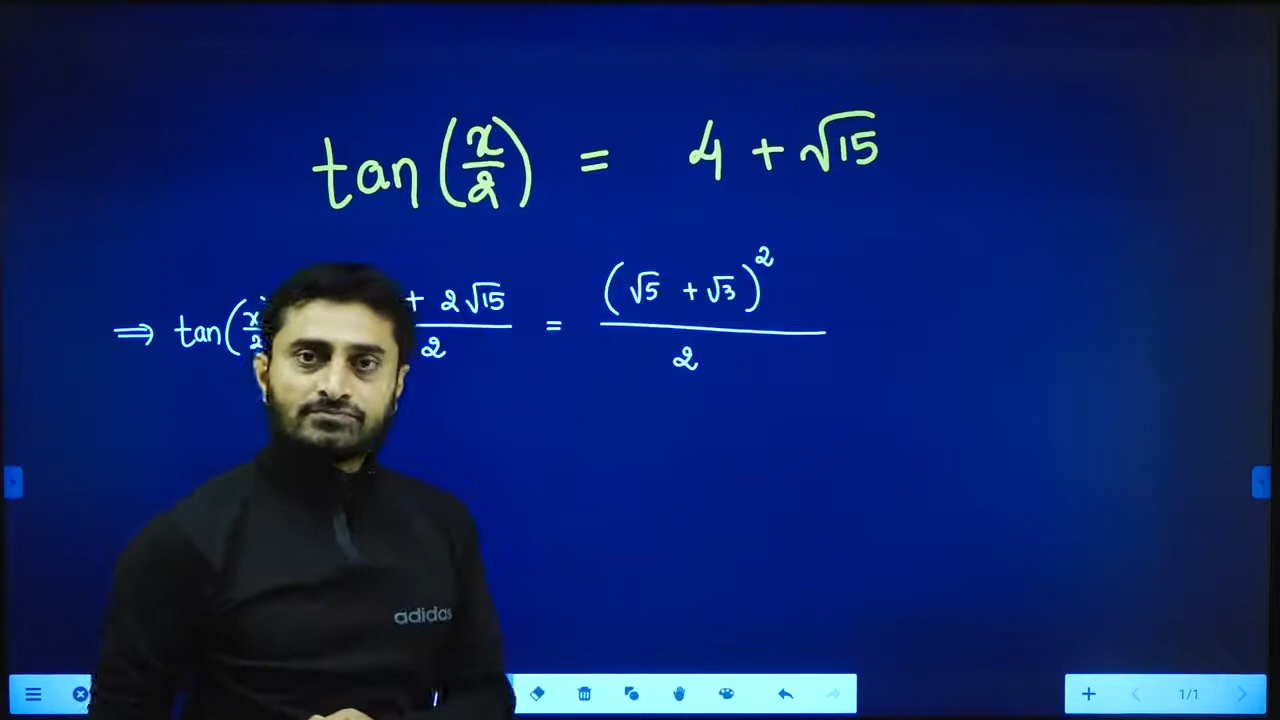 tan(x/2) = 4 + √15
⇒ tan(x/2 + 2√15 / 2 = (√5 + √3)² / 2
adidas
1/1